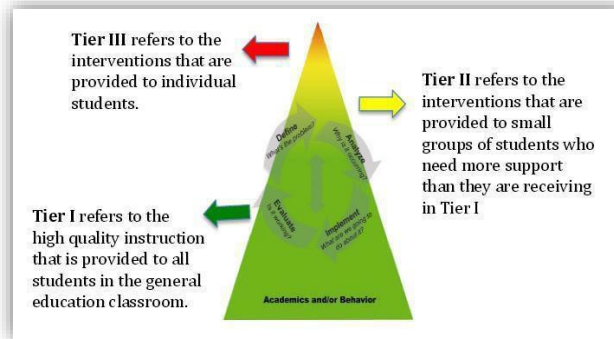 Tier III refers to the
interventions that are
provided to individual
students.
Tier II refers to the
interventions that are
provided to small
groups of students who
need more support
than they are receiving
in Tier I
Tier I refers to the
high quality instruction
that is provided to all
students in the general
education classroom.
Define
What's the problem?
Analyze
Why is it occurring?
Implement
What are we going to
do about it?
Evaluate
Is it working?
Academics and/or Behavior